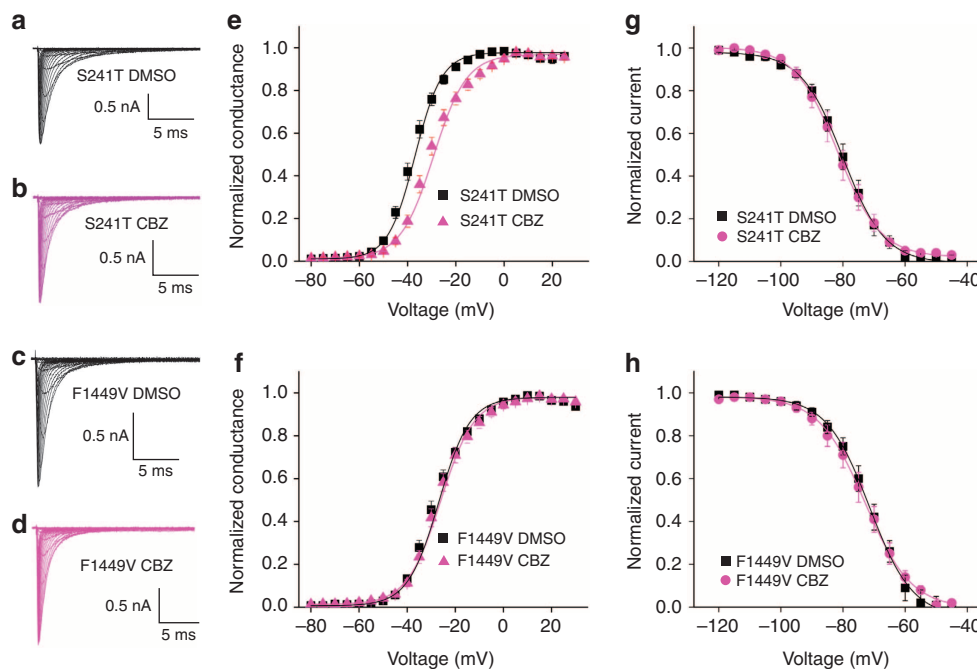 a
S241T DMSO
0.5 nA
5 ms
b
S241T CBZ
0.5 nA
5 ms
c
F1449V DMSO
0.5 nA
5 ms
d
F1449V CBZ
0.5 nA
5 ms
e
Normalized conductance
1.0
0.8
0.6
0.4
0.2
0.0
S241T DMSO
S241T CBZ
−80 −60 −40 −20 0 20
Voltage (mV)
f
Normalized conductance
1.0
0.8
0.6
0.4
0.2
0.0
F1449V DMSO
F1449V CBZ
−80 −60 −40 −20 0 20
Voltage (mV)
g
Normalized current
1.0
0.8
0.6
0.4
0.2
0.0
S241T DMSO
S241T CBZ
−120 −100 −80 −60 −40
Voltage (mV)
h
Normalized current
1.0
0.8
0.6
0.4
0.2
0.0
F1449V DMSO
F1449V CBZ
−120 −100 −80 −60 −40
Voltage (mV)